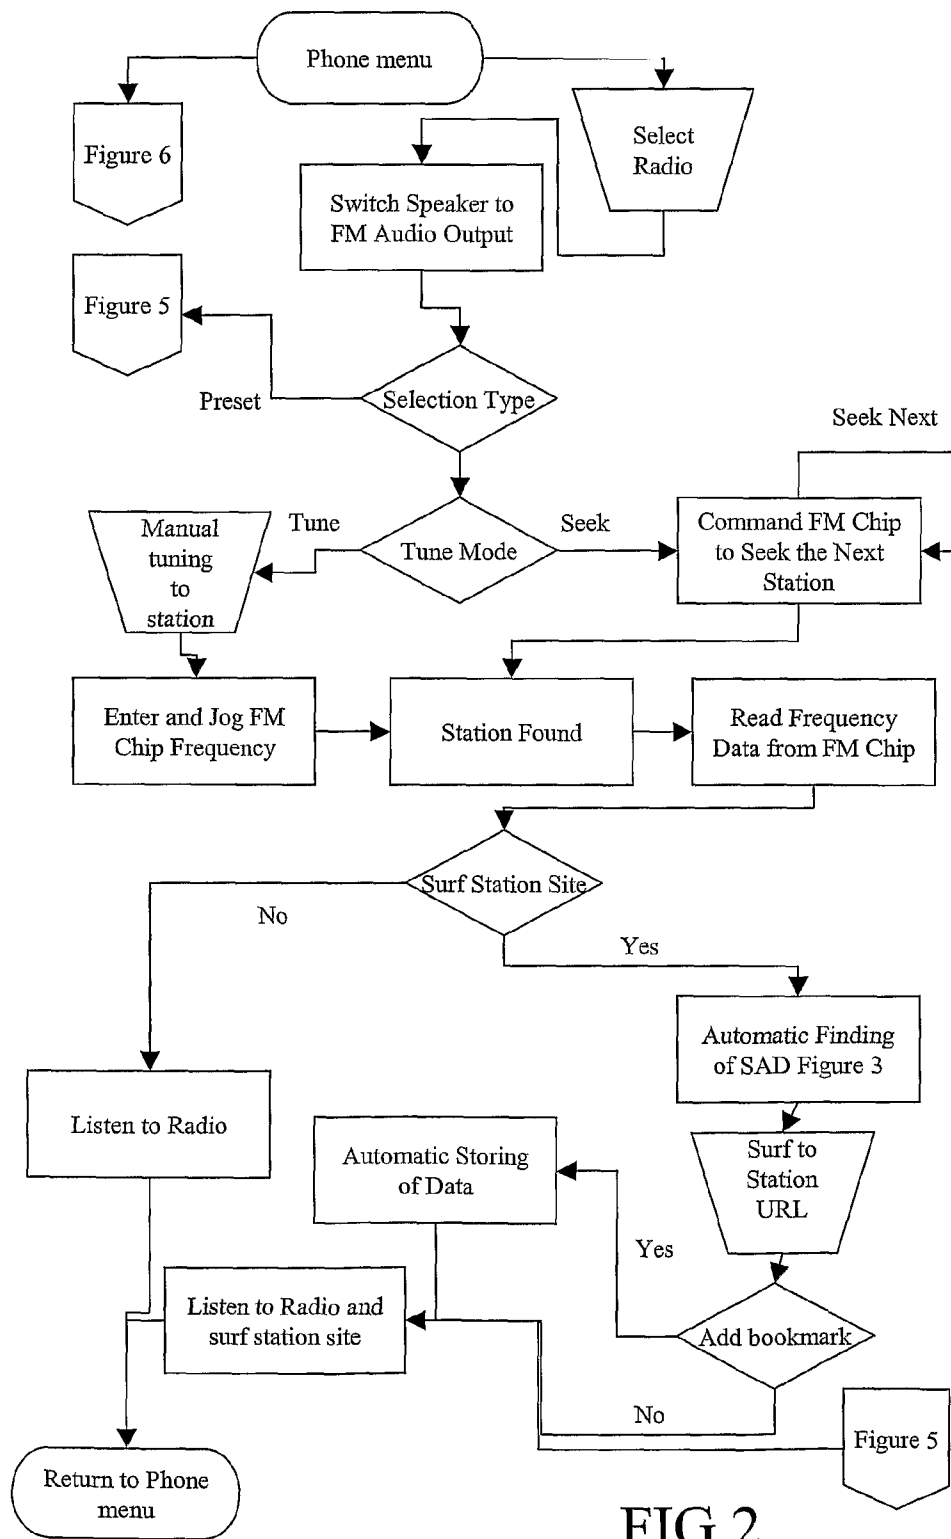 Phone menu
Figure 6
Select
Radio
Switch Speaker to
FM Audio Output
Figure 5
Preset
Selection Type
Seek Next
Manual
tuning
to
station
Tune
Tune Mode
Seek
Command FM Chip
to Seek the Next
Station
Enter and Jog FM
Chip Frequency
Station Found
Read Frequency
Data from FM Chip
Surf Station Site
No
Yes
Automatic Finding
of SAD Figure 3
Listen to Radio
Automatic Storing
of Data
Surf to
Station
URL
Yes
Listen to Radio and
surf station site
Add bookmark
No
Figure 5
Return to Phone
menu
FIG 2